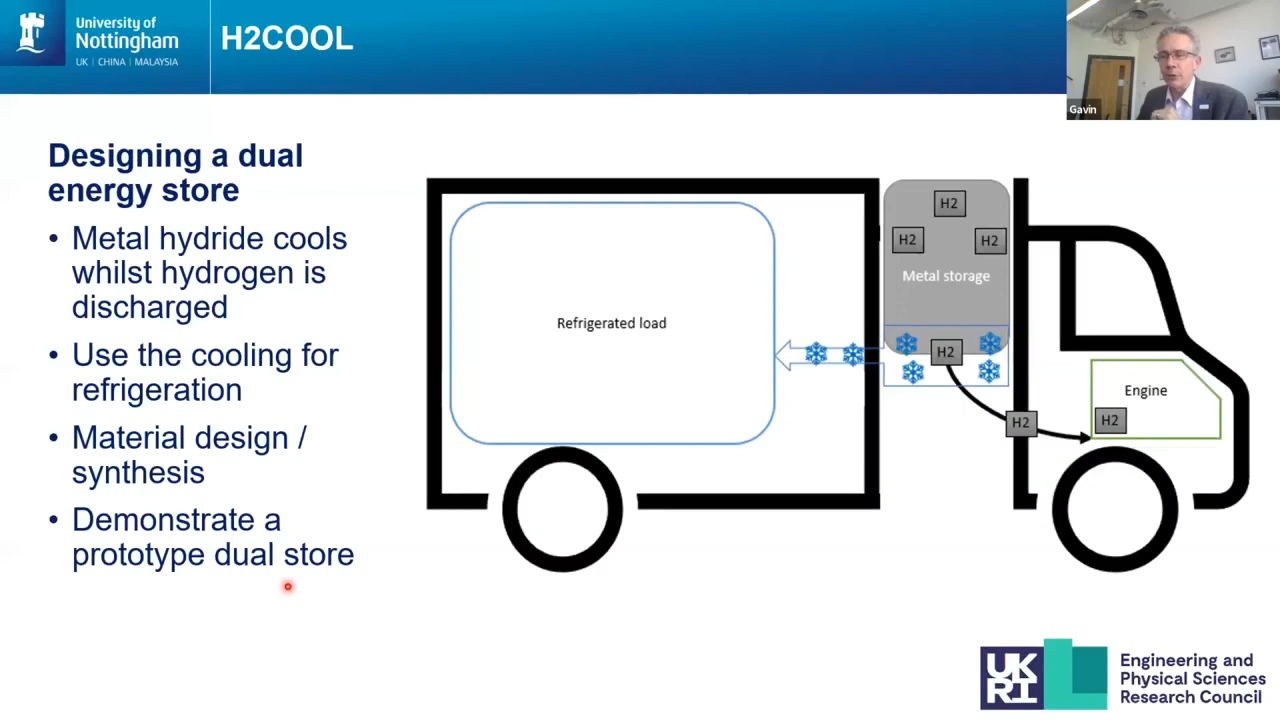 University of
Nottingham
UK | CHINA | MALAYSIA
H2COOL
Gavin
Designing a dual
energy store
• Metal hydride cools
whilst hydrogen is
discharged
• Use the cooling for
refrigeration
• Material design /
synthesis
• Demonstrate a
prototype dual store
Refrigerated load
H2
H2
H2
Metal storage
H2
H2
Engine
H2
UK
RI
Engineering and
Physical Sciences
Research Council